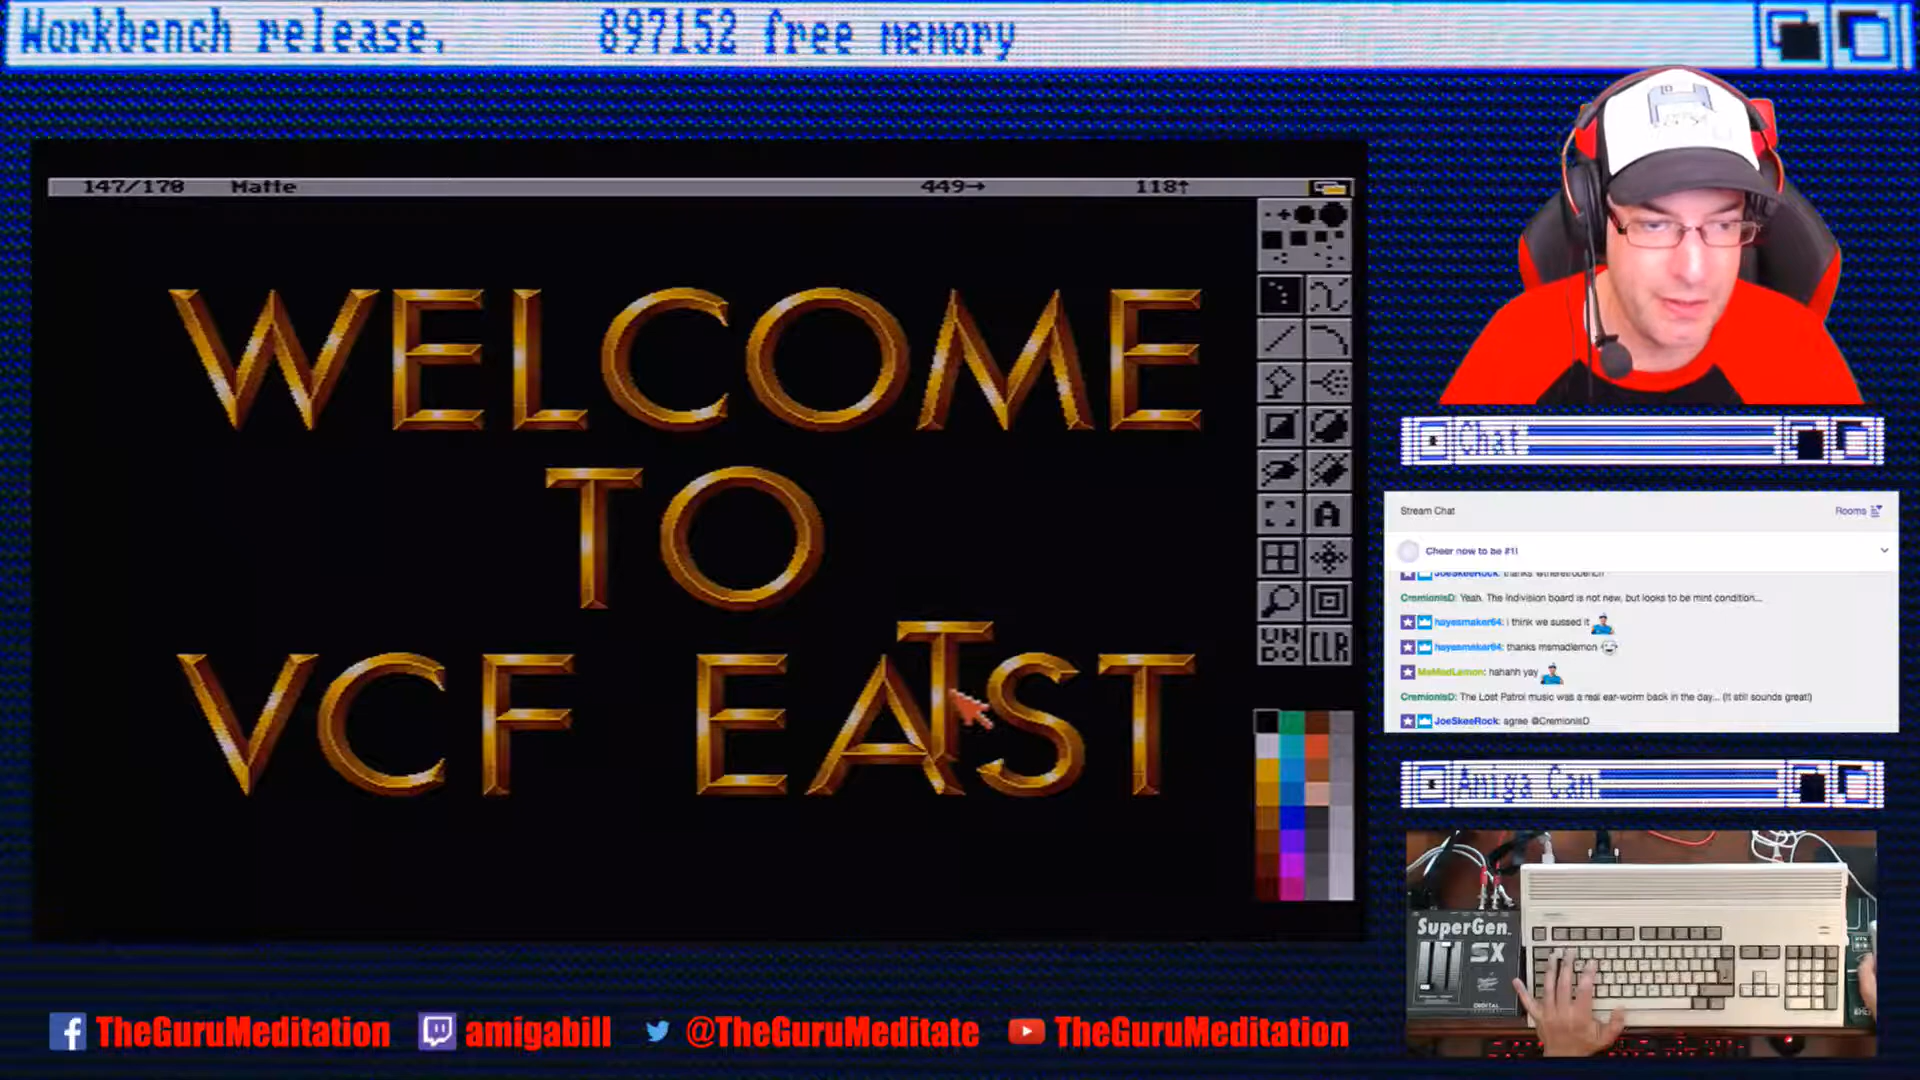 Workbench release.    897152 free memory
147/178 Matte 449→ 118↑
WELCOME
TO
VCF EAST
T
UN
DO CLR
A
Chat
Stream Chat Rooms
Cheer now to be #1!
JoeSkeeRock: thanks @theretrobench
CremionisD: Yeah. The Indivision board is not new, but looks to be mint condition...
hayesmaker64: i think we sussed it
hayesmaker64: thanks msmadlemon
MsMadLemon: hahahh yay
CremionisD: The Lost Patrol music was a real ear-worm back in the day... (It still sounds great!)
JoeSkeeRock: agree @CremionisD
Amiga Cam
SuperGen
SX
DIGITAL
TheGuruMeditation amigabill @TheGuruMeditate TheGuruMeditation